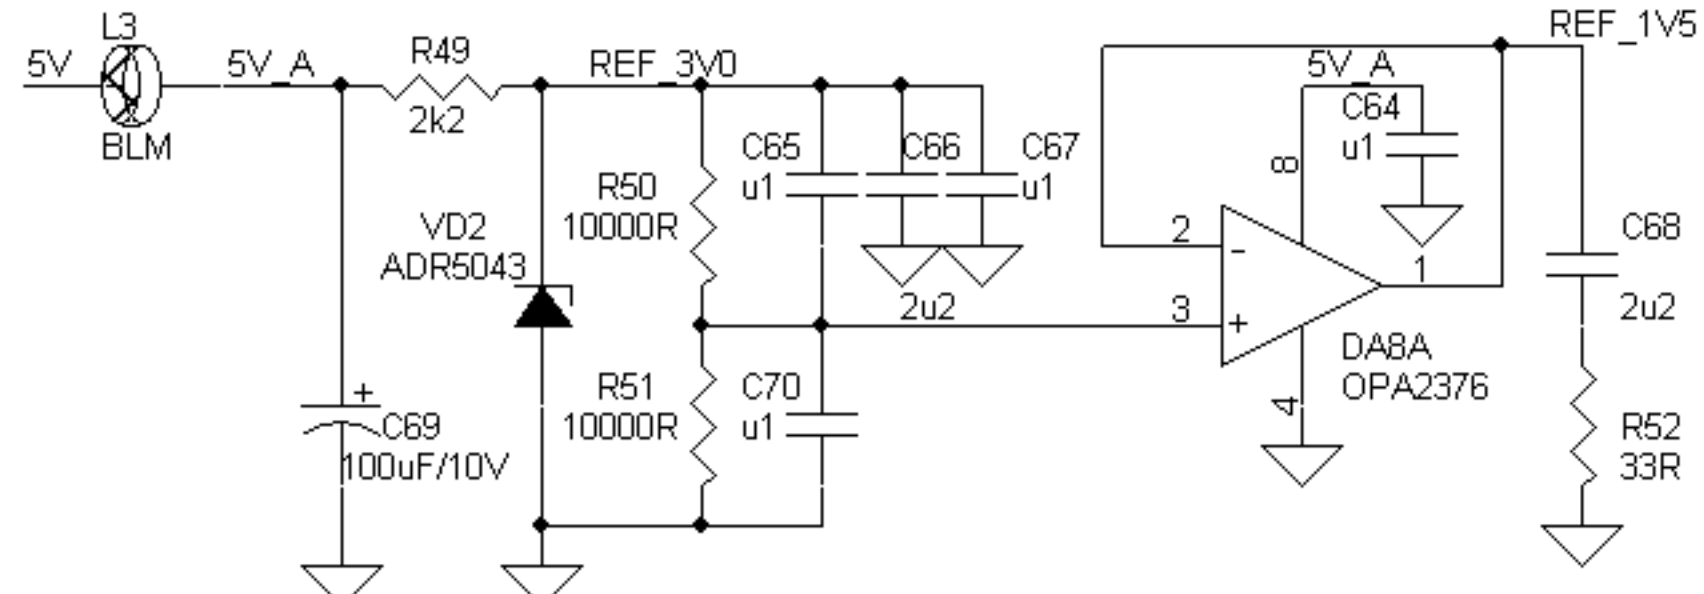 L3
REF_1V5
5V
5V_A
R49
REF_3V0
5V_A
2k2
C64
u1
BLM
C65
u1
C66
C67
u1
8
R50
10000R
VD2
ADR5043
2
-
C68
2u2
1
2u2
3
+
DA8A
OPA2376
R51
10000R
C70
u1
4
+
C69
100uF/10V
R52
33R